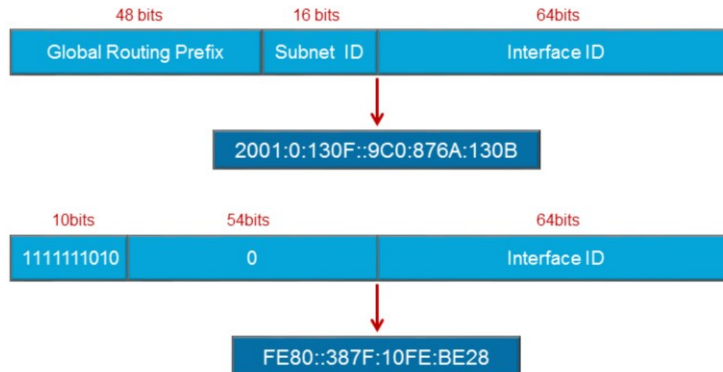 48 bits 16 bits 64bits
Global Routing Prefix Subnet ID Interface ID
2001:0:130F::9C0:876A:130B
10bits 54bits 64bits
1111111010 0 Interface ID
FE80::387F:10FE:BE28